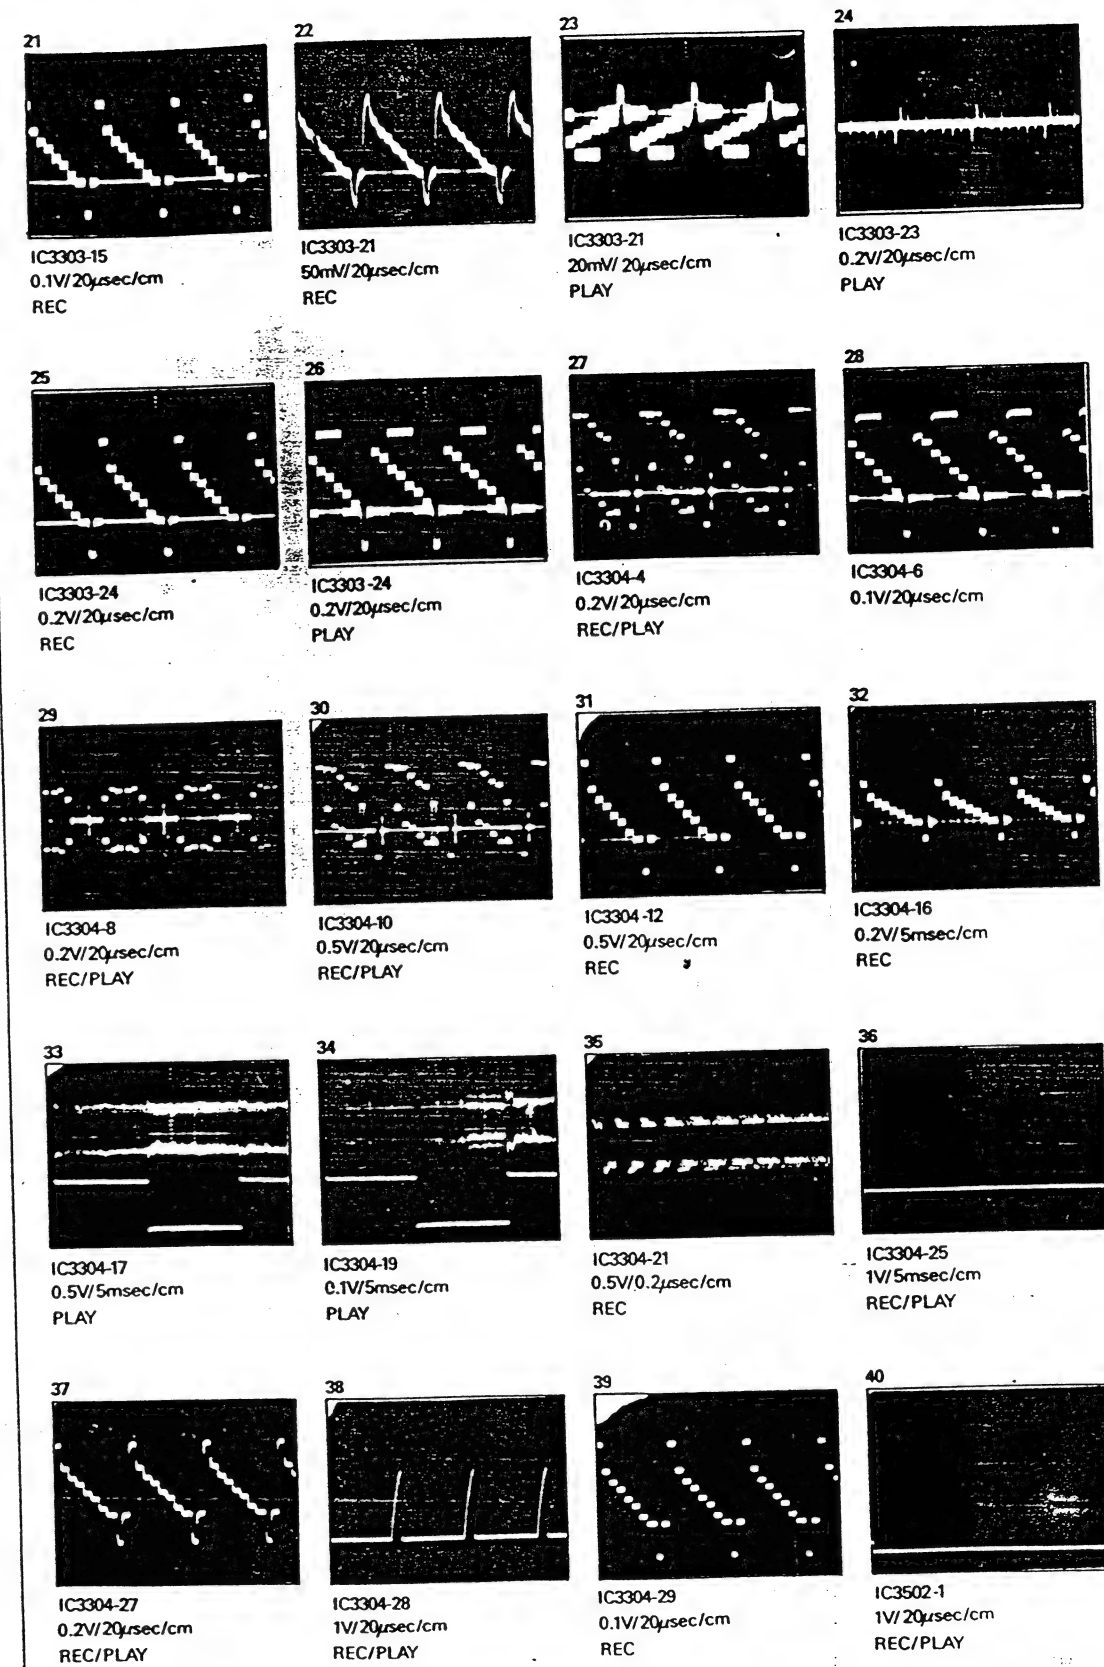 21
IC3303-15
0.1V/20μsec/cm
REC
22
IC3303-21
50mV/20μsec/cm
REC
23
IC3303-21
20mV/ 20μsec/cm
PLAY
24
IC3303-23
0.2V/20μsec/cm
PLAY
25
IC3303-24
0.2V/20μsec/cm
REC
26
IC3303-24
0.2V/20μsec/cm
PLAY
27
IC3304-4
0.2V/20μsec/cm
REC/PLAY
28
IC3304-6
0.1V/20μsec/cm
29
IC3304-8
0.2V/20μsec/cm
REC/PLAY
30
IC3304-10
0.5V/20μsec/cm
REC/PLAY
31
IC3304-12
0.5V/20μsec/cm
REC
32
IC3304-16
0.2V/5msec/cm
REC
33
IC3304-17
0.5V/5msec/cm
PLAY
34
IC3304-19
0.1V/5msec/cm
PLAY
35
IC3304-21
0.5V/0.2μsec/cm
REC
36
IC3304-25
1V/5msec/cm
REC/PLAY
37
IC3304-27
0.2V/20μsec/cm
REC/PLAY
38
IC3304-28
1V/20μsec/cm
REC/PLAY
39
IC3304-29
0.1V/20μsec/cm
REC
40
IC3502-1
1V/20μsec/cm
REC/PLAY